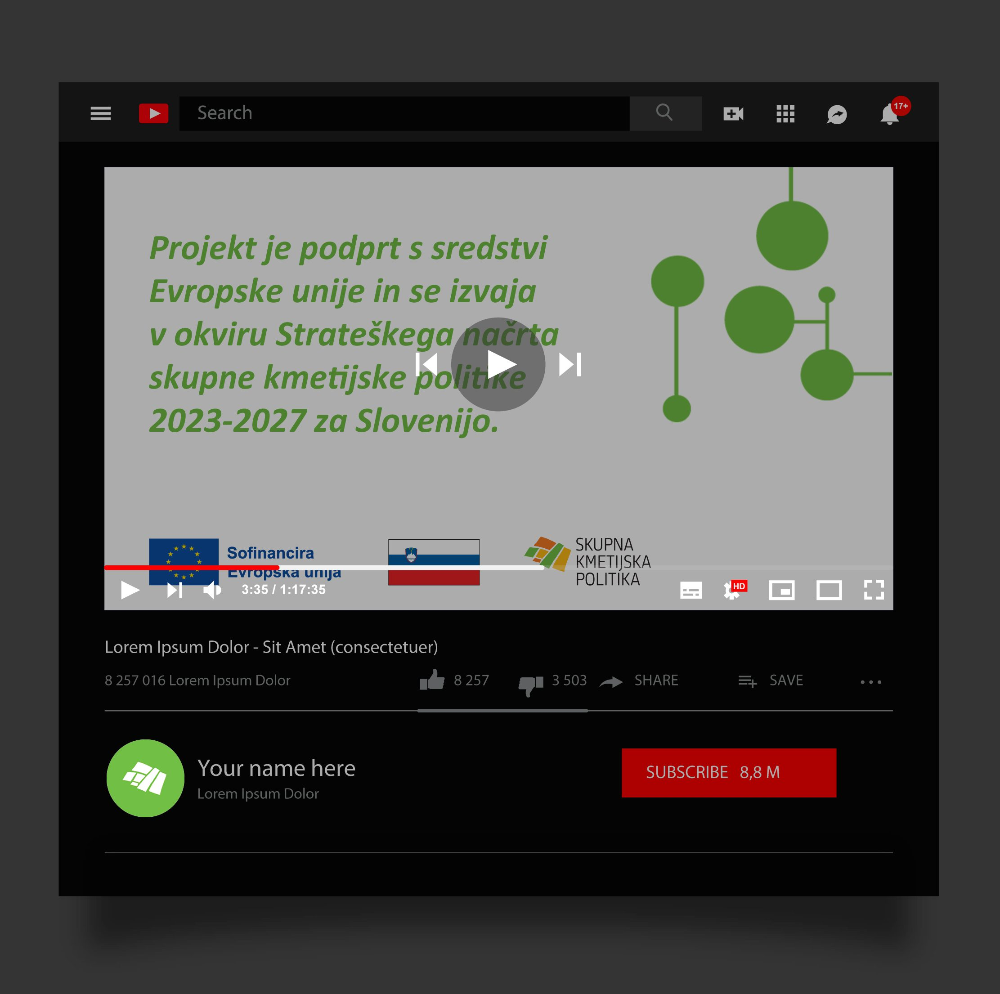 Search
17+
Projekt je podprt s sredstvi
Evropske unije in se izvaja
v okviru Strateškega načrta
skupne kmetijske politike
2023-2027 za Slovenijo.
Sofinancira
Evropska unija
SKUPNA
KMETIJSKA
POLITIKA
3:35 / 1:17:35
HD
Lorem Ipsum Dolor - Sit Amet (consectetuer)
8 257 016 Lorem Ipsum Dolor
8 257
3 503
SHARE
SAVE
Your name here
Lorem Ipsum Dolor
SUBSCRIBE 8,8 M